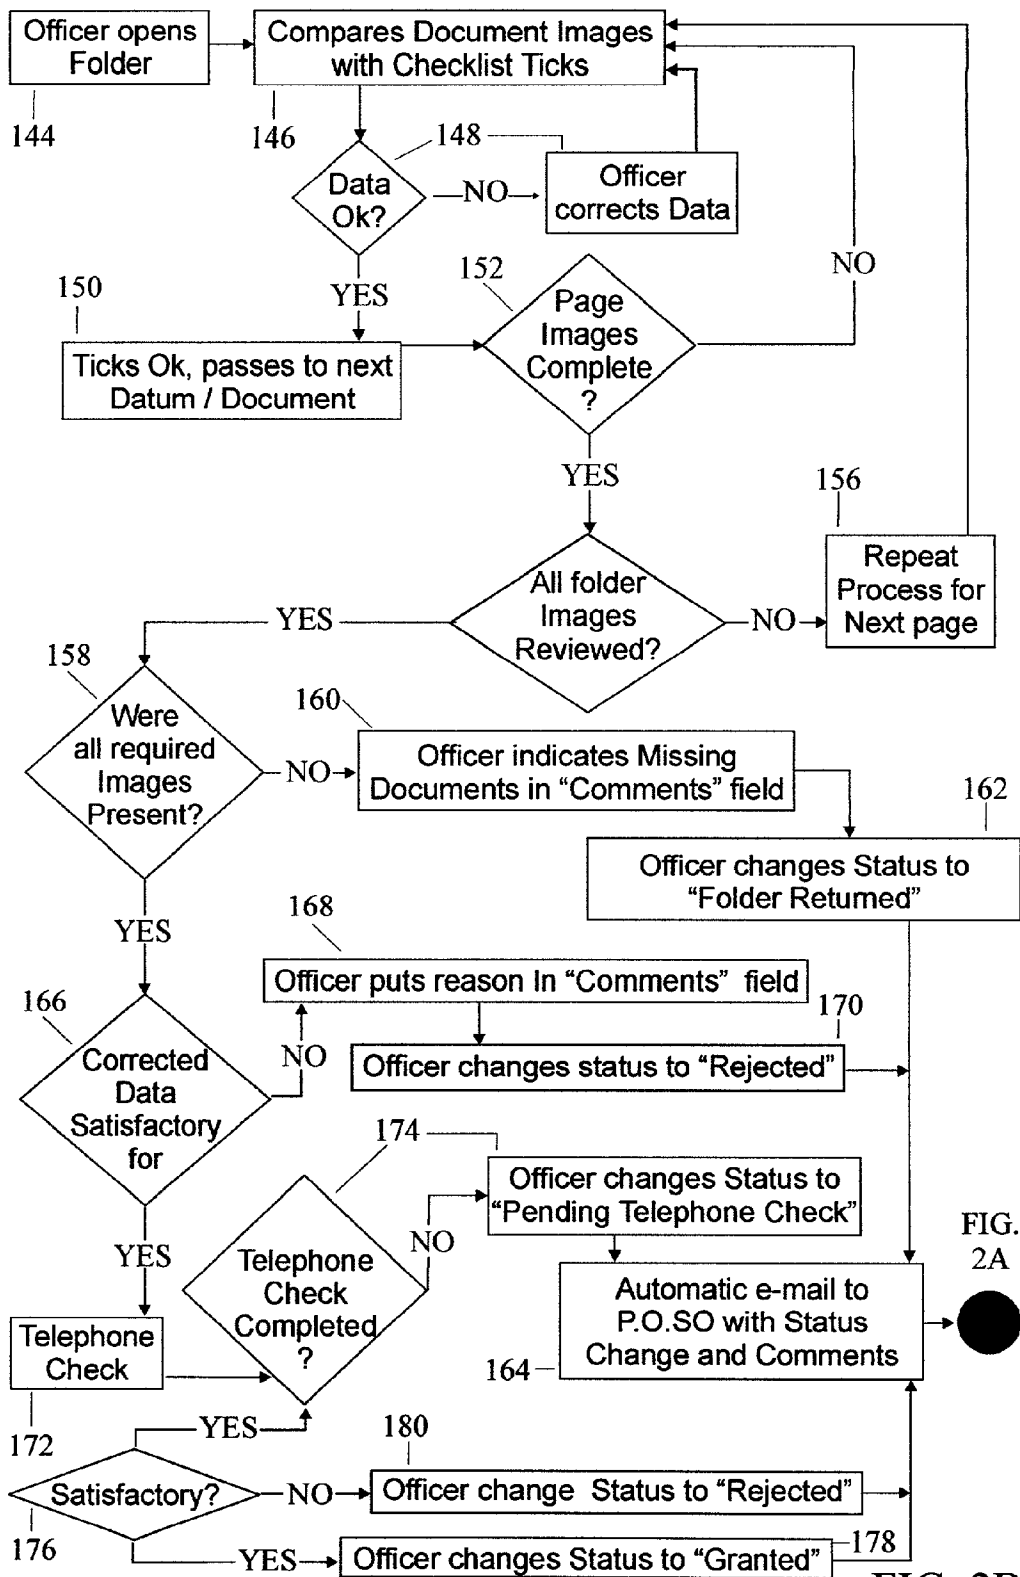 Officer opens
Folder
144
Compares Document Images
with Checklist Ticks
146
148
Data
Ok?
NO
Officer
corrects Data
NO
YES
150
Ticks Ok, passes to next
Datum / Document
152
Page
Images
Complete
?
YES
156
Repeat
Process for
Next page
All folder
Images
Reviewed?
NO
YES
158
Were
all required
Images
Present?
NO
160
Officer indicates Missing
Documents in “Comments” field
162
Officer changes Status to
“Folder Returned”
YES
168
Officer puts reason In “Comments” field
170
Officer changes status to “Rejected”
166
Corrected
Data
Satisfactory
for
NO
YES
174
Officer changes Status to
“Pending Telephone Check”
NO
Telephone
Check
Completed
?
FIG.
2A
Automatic e-mail to
P.O.SO with Status
Change and Comments
164
Telephone
Check
172
YES
180
Satisfactory?
NO
Officer change Status to “Rejected”
176
YES
Officer changes Status to “Granted”
178